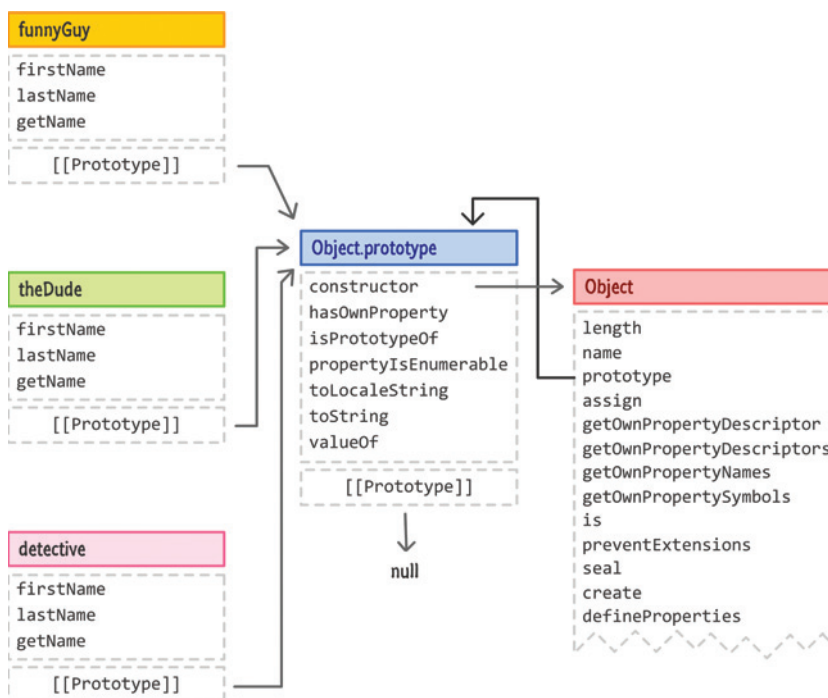 funnyGuy
firstName
lastName
getName
[[Prototype]]
theDude
firstName
lastName
getName
[[Prototype]]
detective
firstName
lastName
getName
[[Prototype]]
Object.prototype
constructor
hasOwnProperty
isPrototypeOf
propertyIsEnumerable
toLocaleString
toString
valueOf
[[Prototype]]
null
Object
length
name
prototype
assign
getOwnPropertyDescriptor
getOwnPropertyDescriptors
getOwnPropertyNames
getOwnPropertySymbols
is
preventExtensions
seal
create
defineProperties